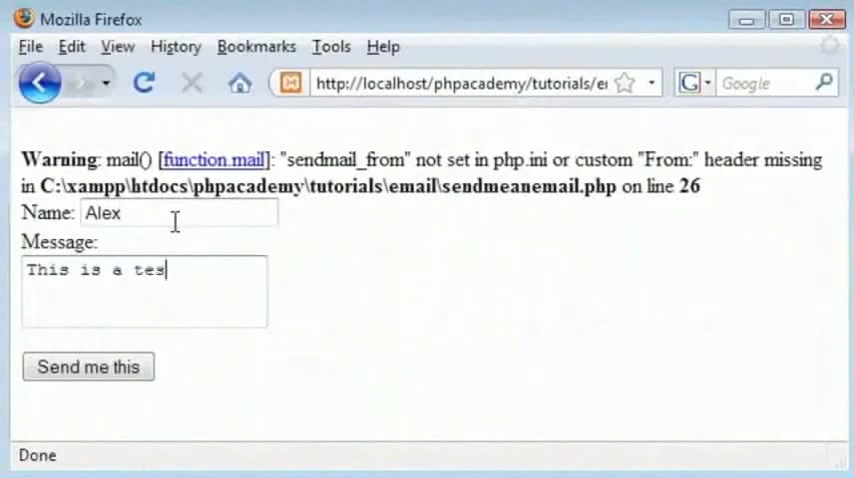 Mozilla Firefox
File Edit View History Bookmarks Tools Help
http://localhost/phpacademy/tutorials/e
G Google
Warning: mail() [function.mail]: "sendmail_from" not set in php.ini or custom "From:" header missing
in C:\xampp\htdocs\phpacademy\tutorials\email\sendmeanemail.php on line 26
Name: Alex
Message:
This is a tes
Send me this
Done